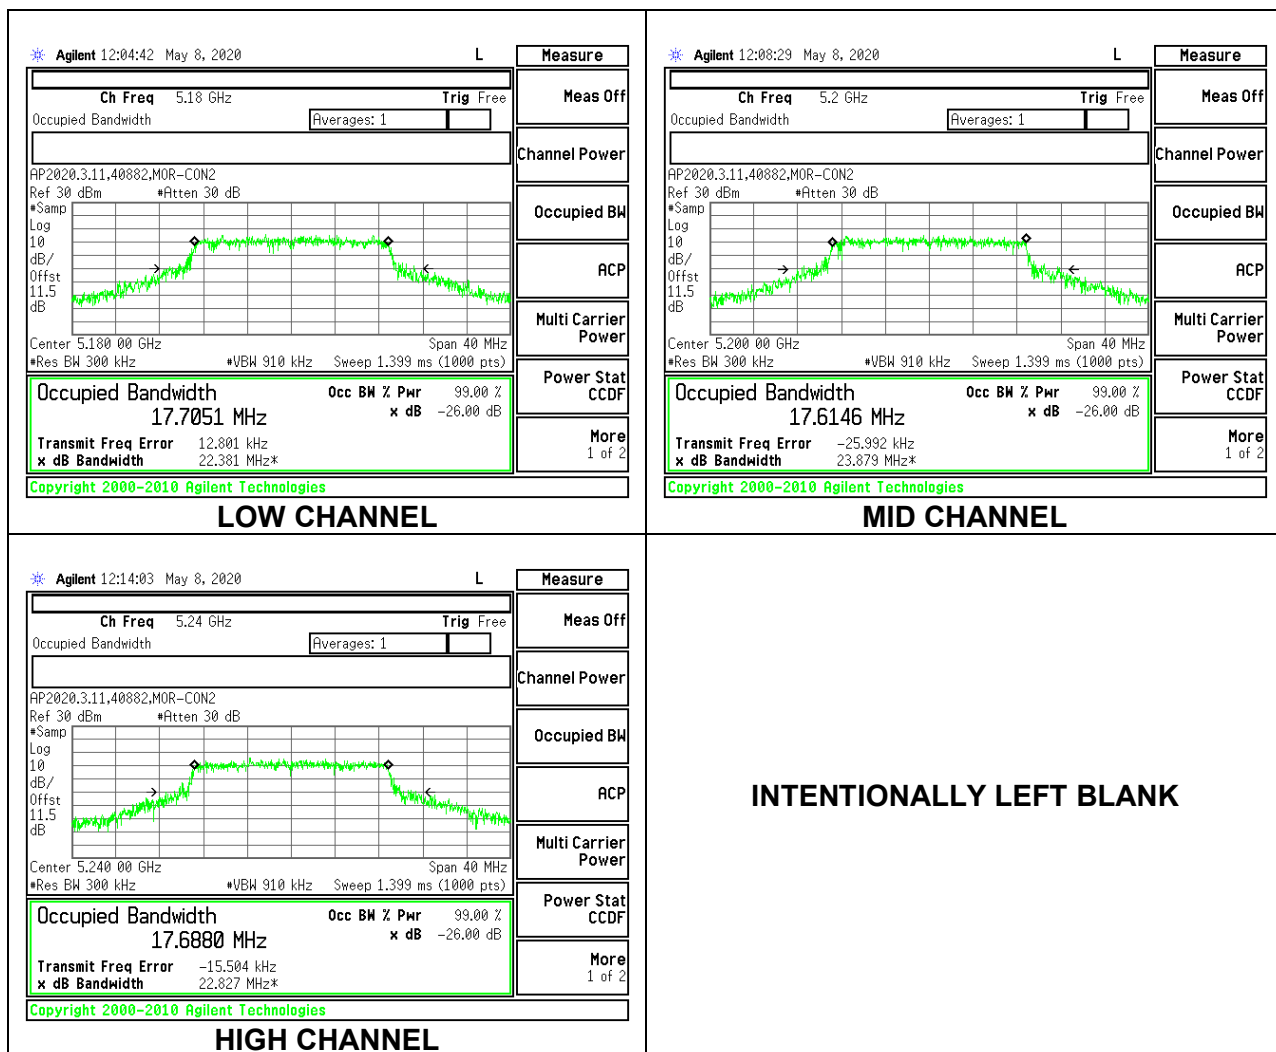 Agilent 12:04:42 May 8, 2020 L Measure
Ch Freq 5.18 GHz Trig Free Meas Off
Occupied Bandwidth Averages: 1
Channel Power
AP2020.3.11,40882,MOR-CON2
Ref 30 dBm #Atten 30 dB
#Samp Occupied BW
Log
10
dB/
Offst ACP
11.5
dB
Multi Carrier
Power
Center 5.180 00 GHz Span 40 MHz
#Res BW 300 kHz #VBW 910 kHz Sweep 1.399 ms (1000 pts)
Power Stat
CCDF
Occupied Bandwidth Occ BW % Pwr 99.00 %
17.7051 MHz x dB -26.00 dB
More
1 of 2
Transmit Freq Error 12.801 kHz
x dB Bandwidth 22.381 MHz*
Copyright 2000-2010 Agilent Technologies
LOW CHANNEL
Agilent 12:08:29 May 8, 2020 L Measure
Ch Freq 5.2 GHz Trig Free Meas Off
Occupied Bandwidth Averages: 1
Channel Power
AP2020.3.11,40882,MOR-CON2
Ref 30 dBm #Atten 30 dB
#Samp Occupied BW
Log
10
dB/
Offst ACP
11.5
dB
Multi Carrier
Power
Center 5.200 00 GHz Span 40 MHz
#Res BW 300 kHz #VBW 910 kHz Sweep 1.399 ms (1000 pts)
Power Stat
CCDF
Occupied Bandwidth Occ BW % Pwr 99.00 %
17.6146 MHz x dB -26.00 dB
More
1 of 2
Transmit Freq Error -25.992 kHz
x dB Bandwidth 23.879 MHz*
Copyright 2000-2010 Agilent Technologies
MID CHANNEL
Agilent 12:14:03 May 8, 2020 L Measure
Ch Freq 5.24 GHz Trig Free Meas Off
Occupied Bandwidth Averages: 1
Channel Power
AP2020.3.11,40882,MOR-CON2
Ref 30 dBm #Atten 30 dB
#Samp Occupied BW
Log
10
dB/
Offst ACP
11.5
dB
Multi Carrier
Power
Center 5.240 00 GHz Span 40 MHz
#Res BW 300 kHz #VBW 910 kHz Sweep 1.399 ms (1000 pts)
Power Stat
CCDF
Occupied Bandwidth Occ BW % Pwr 99.00 %
17.6880 MHz x dB -26.00 dB
More
1 of 2
Transmit Freq Error -15.504 kHz
x dB Bandwidth 22.827 MHz*
Copyright 2000-2010 Agilent Technologies
HIGH CHANNEL
INTENTIONALLY LEFT BLANK